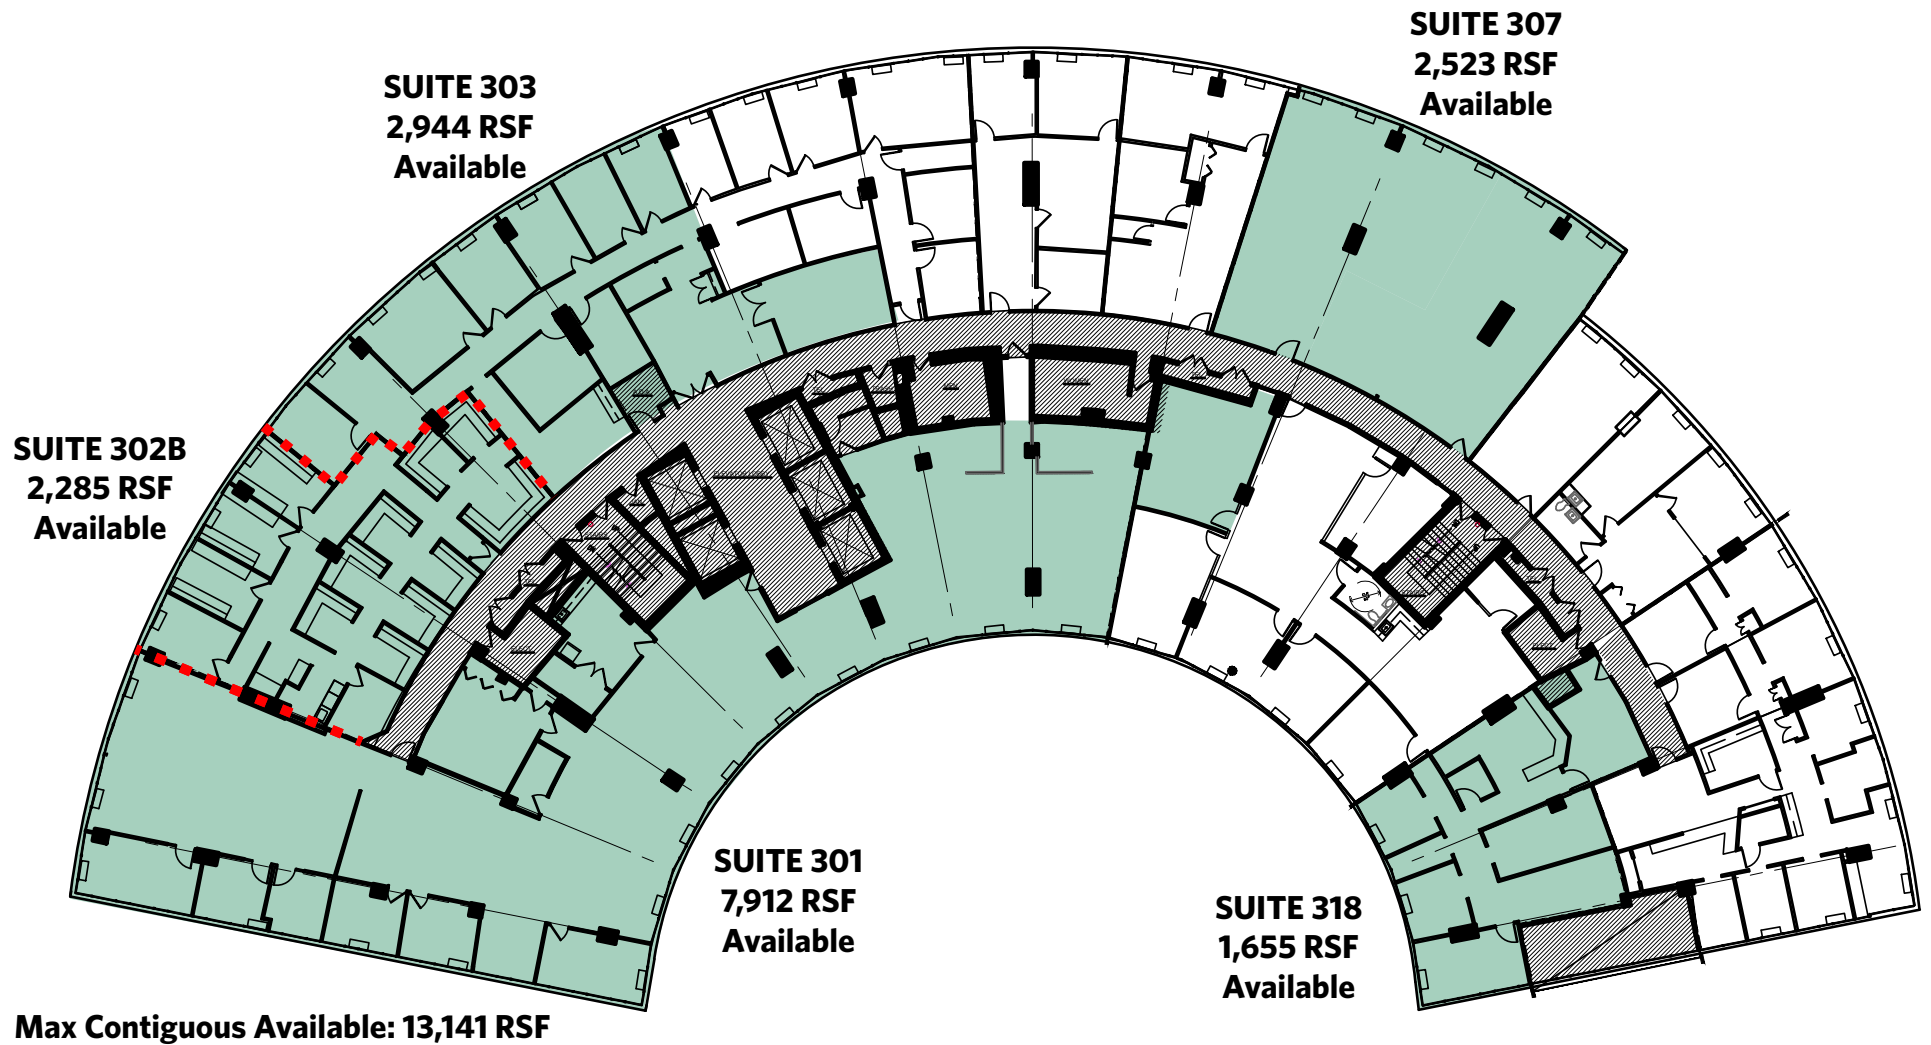 SUITE 307
2,523 RSF
Available
SUITE 303
2,944 RSF
Available
SUITE 302B
2,285 RSF
Available
SUITE 301
7,912 RSF
Available
SUITE 318
1,655 RSF
Available
Max Contiguous Available: 13,141 RSF